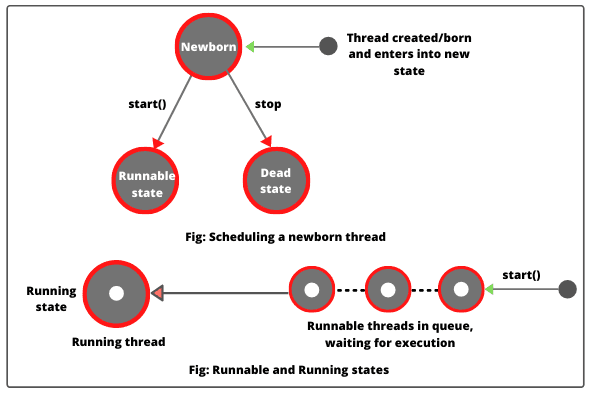 Newborn
Thread created/born
and enters into new
state
start()
stop
Runnable
state
Dead
state
Fig: Scheduling a newborn thread
Running
state
Running thread
start()
Runnable threads in queue,
waiting for execution
Fig: Runnable and Running states